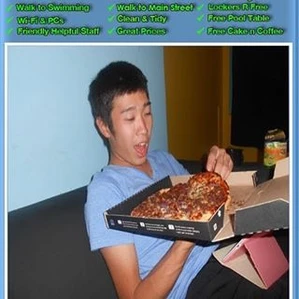 ✓ Walk to Swimming ✓ Walk to Main Street ✓ Lockers R Free
✓ Wi-Fi & PCs ✓ Clean & Tidy ✓ Free Pool Table
✓ Friendly Helpful Staff ✓ Great Prices ✓ Free Cake n Coffee